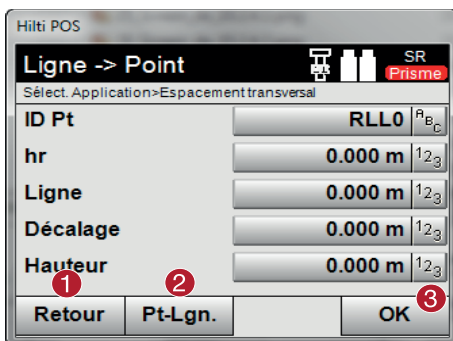 Hilti POS
Ligne -> Point
SR
Prisme
Sélect. Application>Espacement transversal
ID Pt RLL0 ABC
hr 0.000 m 123
Ligne 0.000 m 123
Décalage 0.000 m 123
Hauteur 0.000 m 123
1 2 3
Retour Pt-Lgn. OK